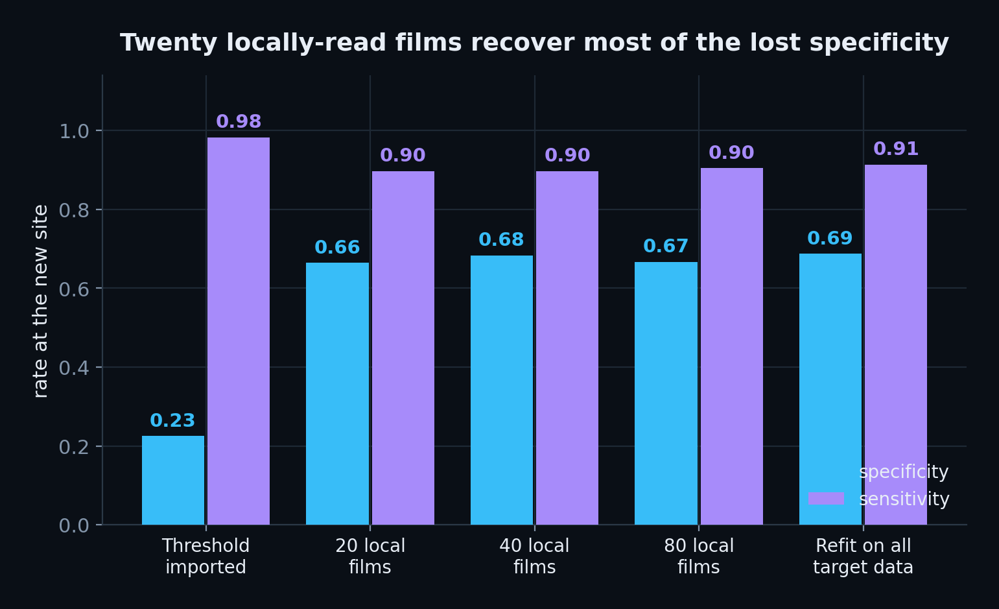 Twenty locally-read films recover most of the lost specificity
rate at the new site
1.0
0.8
0.6
0.4
0.2
0.0
0.23
0.98
0.66
0.90
0.68
0.90
0.67
0.90
0.69
0.91
specificity
sensitivity
Threshold
imported
20 local
films
40 local
films
80 local
films
Refit on all
target data